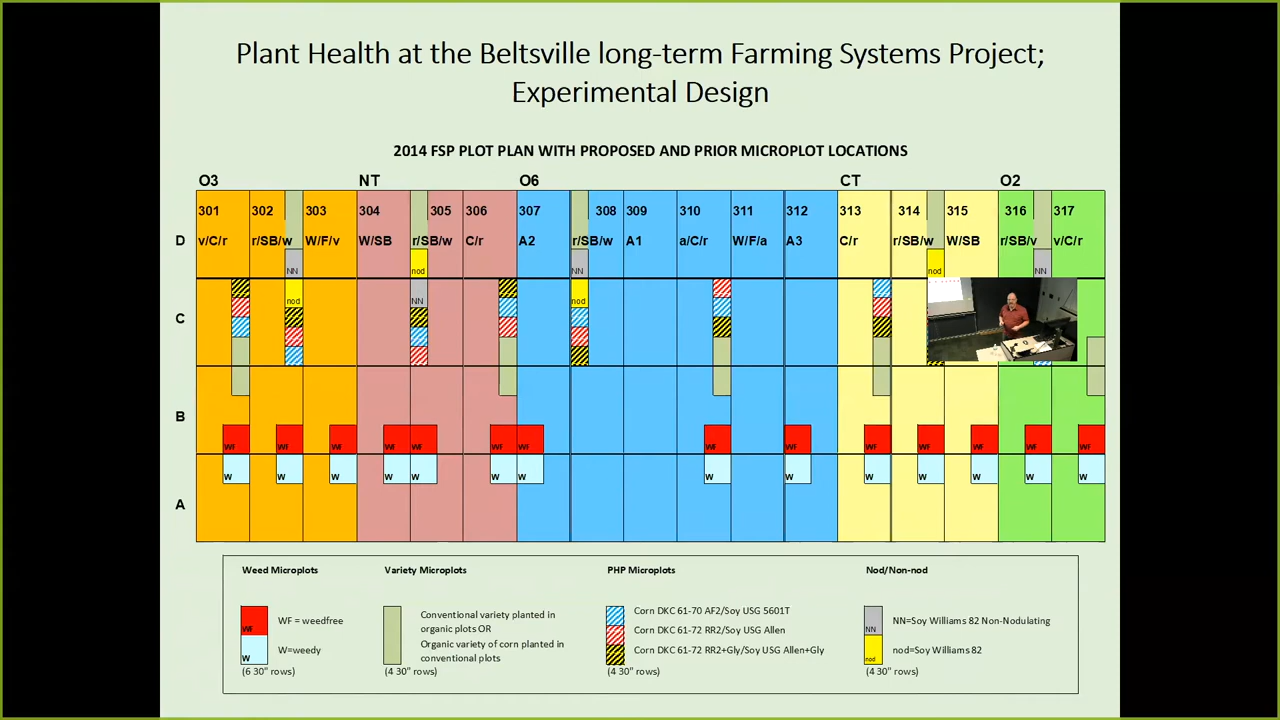 Plant Health at the Beltsville long-term Farming Systems Project;
Experimental Design
2014 FSP PLOT PLAN WITH PROPOSED AND PRIOR MICROPLOT LOCATIONS
O3 NT O6 CT O2
301 302 303 304 305 306 307 308 309 310 311 312 313 314 315 316 317
D v/C/r r/SB/w W/F/v W/SB r/SB/w C/r A2 r/SB/w A1 a/C/r W/F/a A3 C/r r/SB/w W/SB r/SB/v v/C/r
NN nod NN nod NN
nod NN nod
C
B
WF WF WF WF WF WF WF WF WF WF WF WF WF WF
W W W W W W W W W W W W W W
A
Weed Microplots Variety Microplots PHP Microplots Nod/Non-nod
WF WF = weedfree
W W=weedy
(6 30" rows)
Conventional variety planted in
organic plots OR
Organic variety of corn planted in
conventional plots
(4 30" rows)
Corn DKC 61-70 AF2/Soy USG 5601T
Corn DKC 61-72 RR2/Soy USG Allen
Corn DKC 61-72 RR2+Gly/Soy USG Allen+Gly
(4 30" rows)
NN NN=Soy Williams 82 Non-Nodulating
nod nod=Soy Williams 82
(4 30" rows)